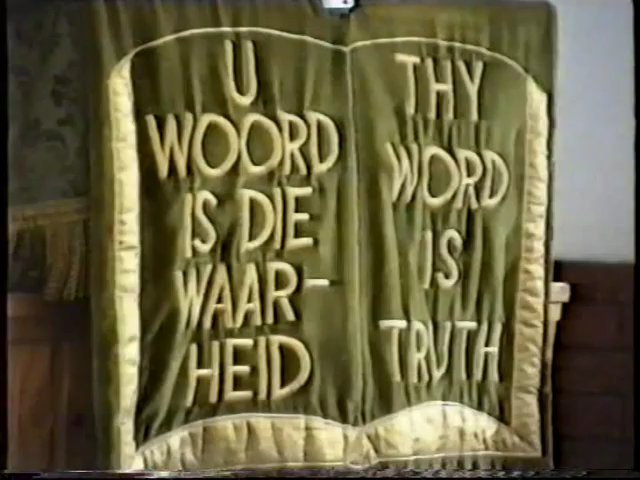 U
WOORD
IS DIE
WAAR-
HEID
THY
WORD
IS
TRUTH